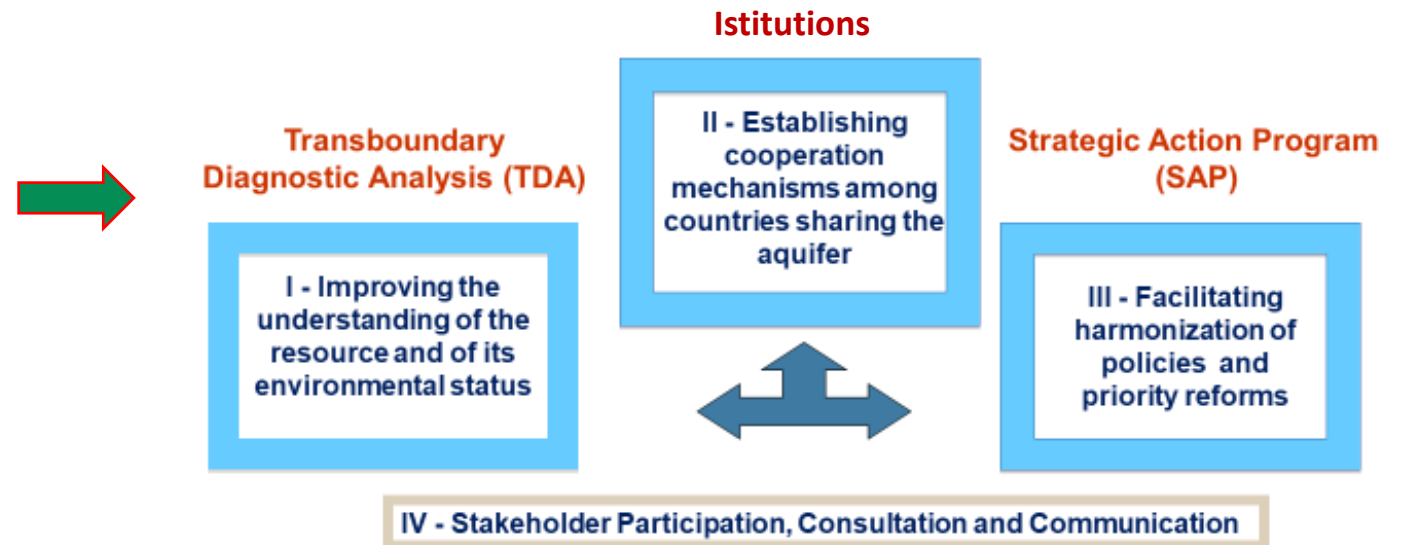 Istitutions
Transboundary
Diagnostic Analysis (TDA)
I - Improving the
understanding of the
resource and of its
environmental status
II - Establishing
cooperation
mechanisms among
countries sharing the
aquifer
Strategic Action Program
(SAP)
III - Facilitating
harmonization of
policies and
priority reforms
IV - Stakeholder Participation, Consultation and Communication